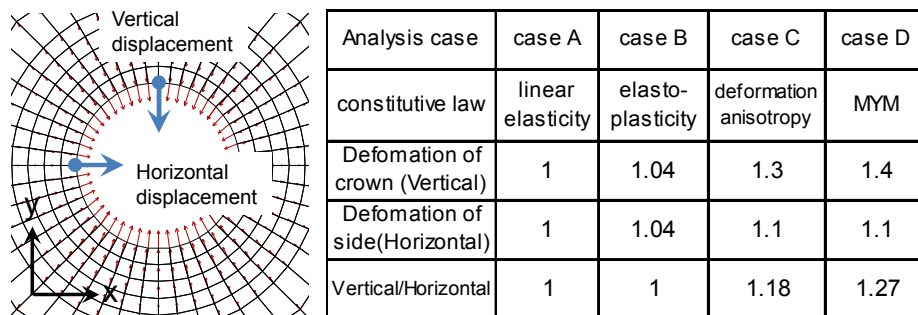 Vertical
displacement
Horizontal
displacement
y
x
Analysis case case A case B case C case D
constitutive law linear elasticity elasto-plasticity deformation anisotropy MYM
Defomation of crown (Vertical) 1 1.04 1.3 1.4
Defomation of side(Horizontal) 1 1.04 1.1 1.1
Vertical/Horizontal 1 1 1.18 1.27